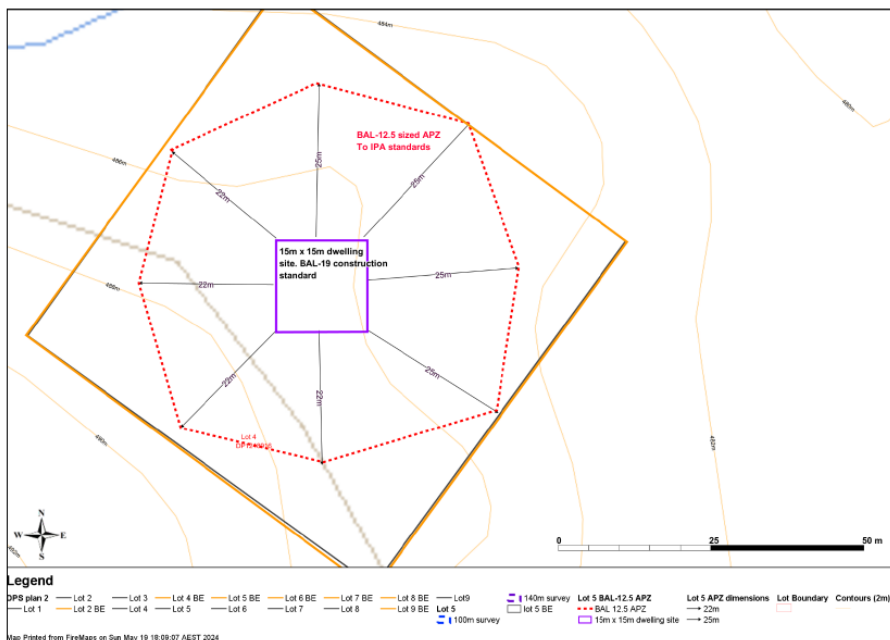 484m
480m
BAL-12.5 sized APZ
To IPA standards
486m
25m
25m
22m
15m x 15m dwelling
site. BAL-19 construction
standard
25m
22m
488m
22m
22m
25m
Lot 4
490m
482m
N
W E
S
0 25 50 m
Legend
DPS plan 2
Lot 1
Lot 2
Lot 2 BE
Lot 3
Lot 4
Lot 4 BE
Lot 5
Lot 5 BE
Lot 6
Lot 6 BE
Lot 7
Lot 7 BE
Lot 8
Lot 8 BE
Lot 9 BE
Lot9
Lot 5
100m survey
140m survey
lot 5 BE
Lot 5 BAL-12.5 APZ
BAL 12.5 APZ
15m x 15m dwelling site
Lot 5 APZ dimensions
22m
25m
Lot Boundary
Contours (2m)
Map Printed from FireMaps on Sun May 19 18:09:07 AEST 2024